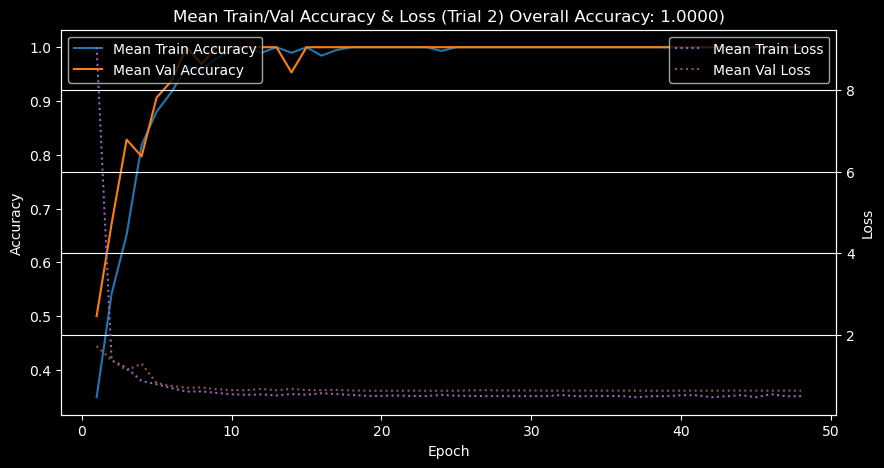 Mean Train/Val Accuracy & Loss (Trial 2) Overall Accuracy: 1.0000)
Mean Train Accuracy
Mean Val Accuracy
Mean Train Loss
Mean Val Loss
1.0
0.9
0.8
0.7
0.6
0.5
0.4
Accuracy
8
6
4
2
Loss
0 10 20 30 40 50
Epoch